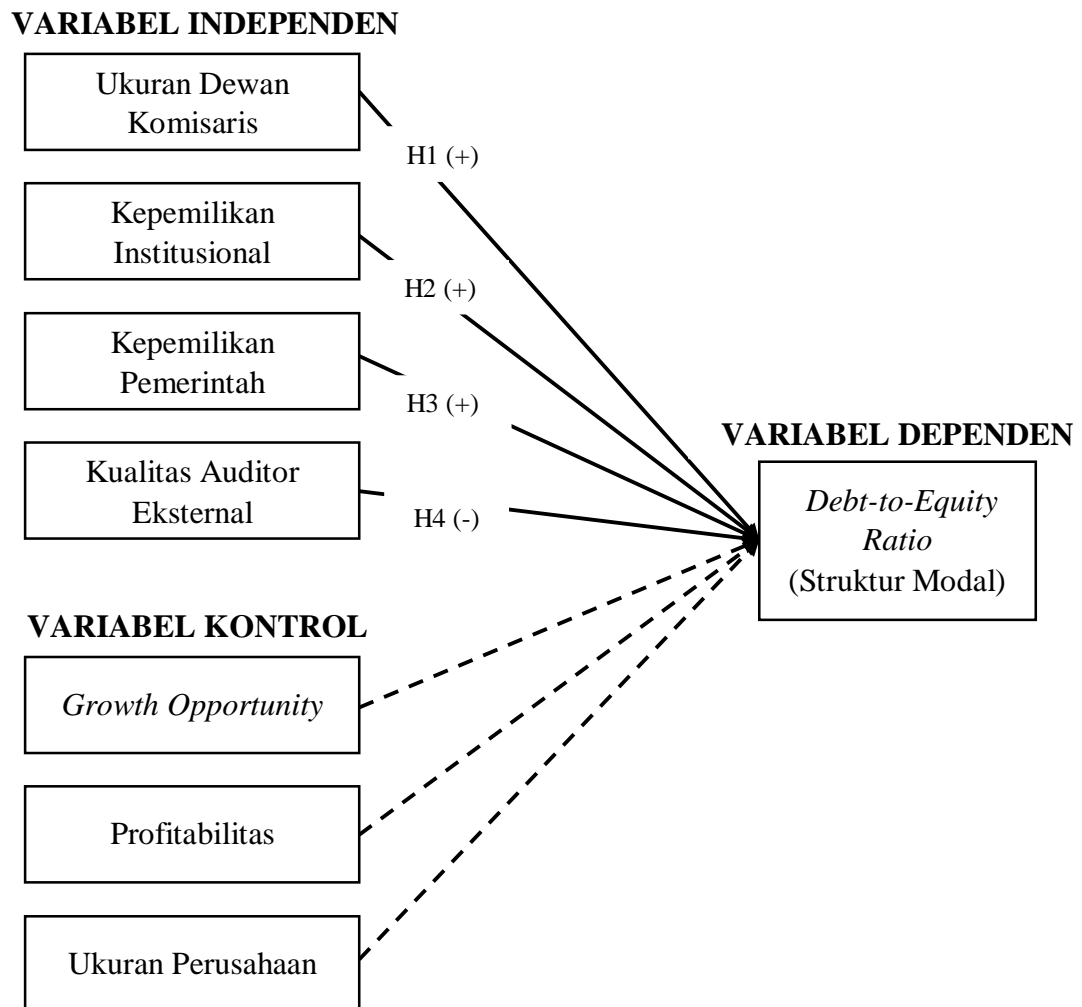 VARIABEL INDEPENDEN
Ukuran Dewan
Komisaris
H1 (+)
Kepemilikan
Institusional
H2 (+)
Kepemilikan
Pemerintah
H3 (+)
Kualitas Auditor
Eksternal
H4 (-)
VARIABEL DEPENDEN
Debt-to-Equity
Ratio
(Struktur Modal)
VARIABEL KONTROL
Growth Opportunity
Profitabilitas
Ukuran Perusahaan